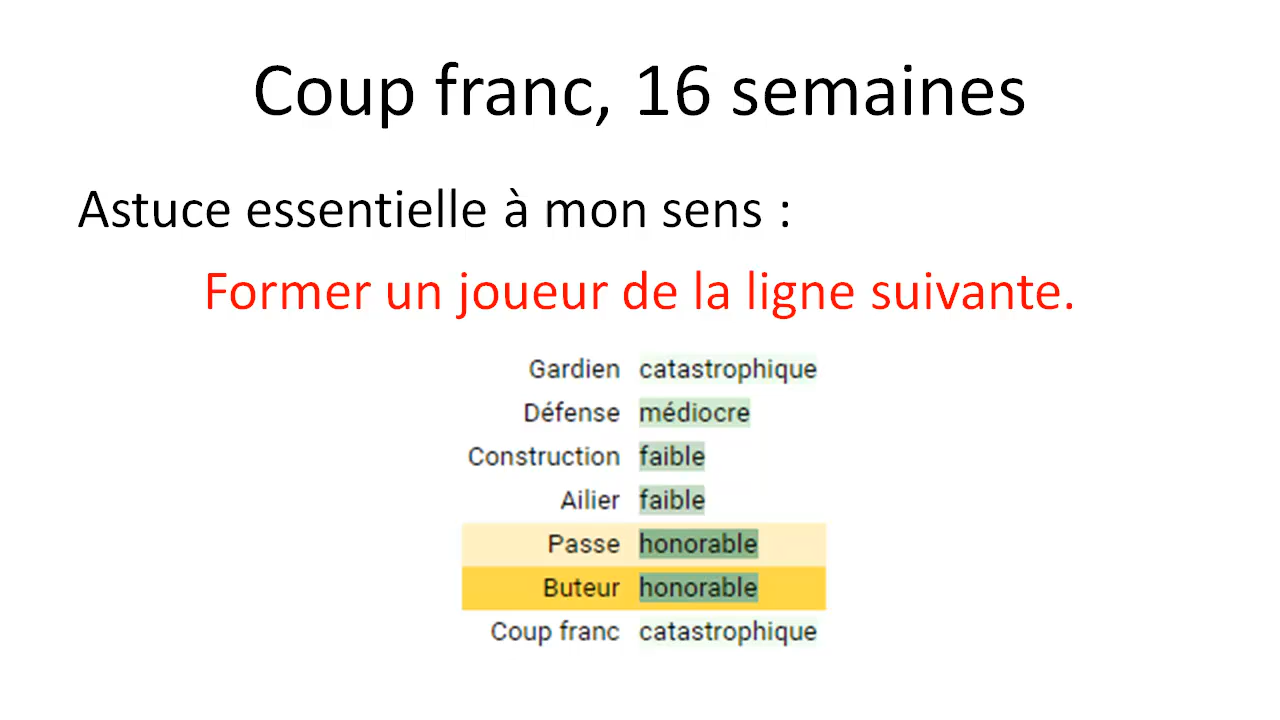 Coup franc, 16 semaines
Astuce essentielle à mon sens :
Former un joueur de la ligne suivante.
Gardien catastrophique
Défense médiocre
Construction faible
Ailier faible
Passe honorable
Buteur honorable
Coup franc catastrophique